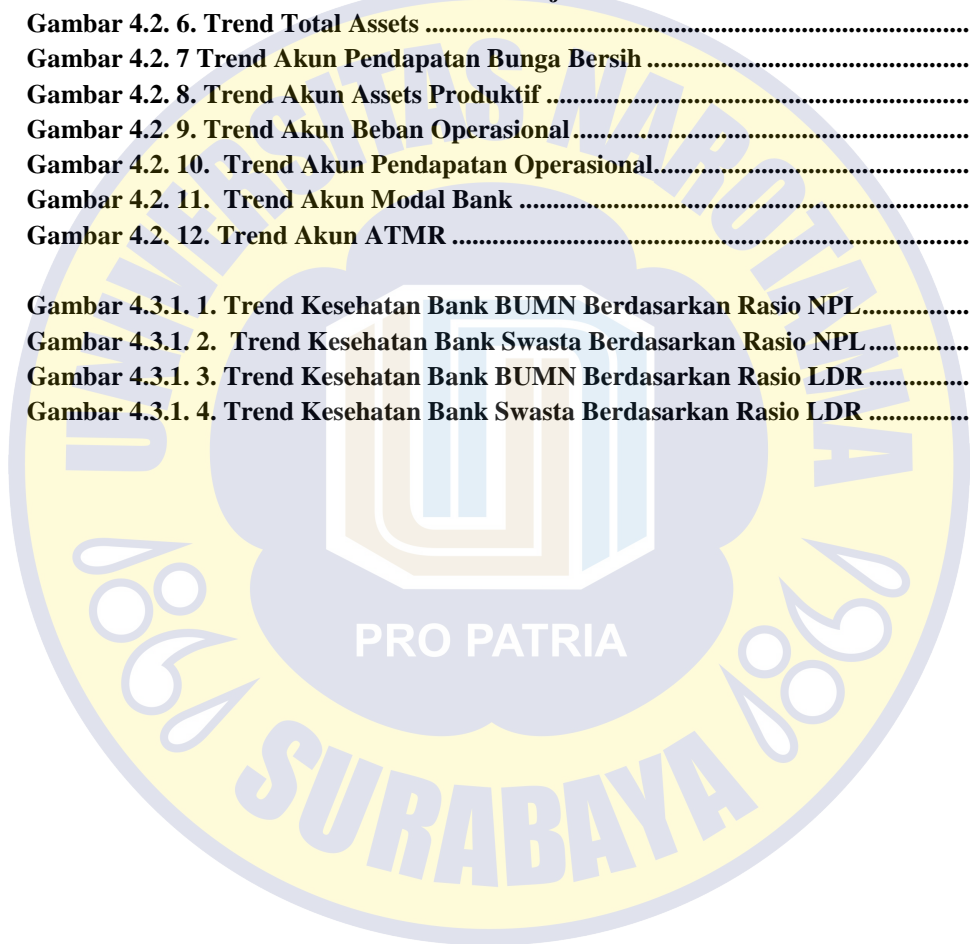 Gambar 4.2. 6. Trend Total Assets ....................................................................................................
Gambar 4.2. 7 Trend Akun Pendapatan Bunga Bersih ...........................................................
Gambar 4.2. 8. Trend Akun Assets Produktif ..............................................................................
Gambar 4.2. 9. Trend Akun Beban Operasional.........................................................................
Gambar 4.2. 10.  Trend Akun Pendapatan Operasional..........................................................
Gambar 4.2. 11.  Trend Akun Modal Bank ...................................................................................
Gambar 4.2. 12. Trend Akun ATMR ...............................................................................................
Gambar 4.3.1. 1. Trend Kesehatan Bank BUMN Berdasarkan Rasio NPL...................
Gambar 4.3.1. 2.  Trend Kesehatan Bank Swasta Berdasarkan Rasio NPL..................
Gambar 4.3.1. 3. Trend Kesehatan Bank BUMN Berdasarkan Rasio LDR ..................
Gambar 4.3.1. 4. Trend Kesehatan Bank Swasta Berdasarkan Rasio LDR ..................
UNIVERSITAS NAROTAMA
PRO PATRIA
SURABAYA